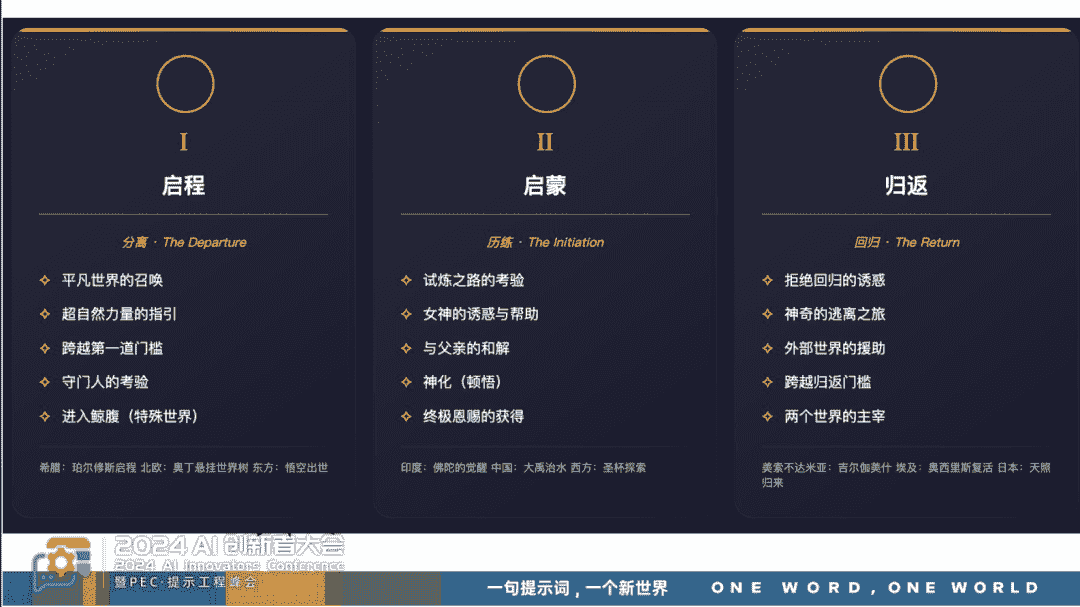 I
启程
分离 · The Departure
平凡世界的召唤
超自然力量的指引
跨越第一道门槛
守门人的考验
进入鲸腹（特殊世界）
希腊：珀尔修斯启程 北欧：奥丁悬挂世界树 东方：悟空出世
II
启蒙
历练 · The Initiation
试炼之路的考验
女神的诱惑与帮助
与父亲的和解
神化（顿悟）
终极恩赐的获得
印度：佛陀的觉醒 中国：大禹治水 西方：圣杯探索
III
归返
回归 · The Return
拒绝回归的诱惑
神奇的逃离之旅
外部世界的援助
跨越归返门槛
两个世界的主宰
美索不达米亚：吉尔伽美什 埃及：奥西里斯复活 日本：天照
归来
2024 AI 创新者大会
2024 AI Innovators Conference
暨PEC·提示工程峰会
一句提示词，一个新世界
ONE WORD, ONE WORLD